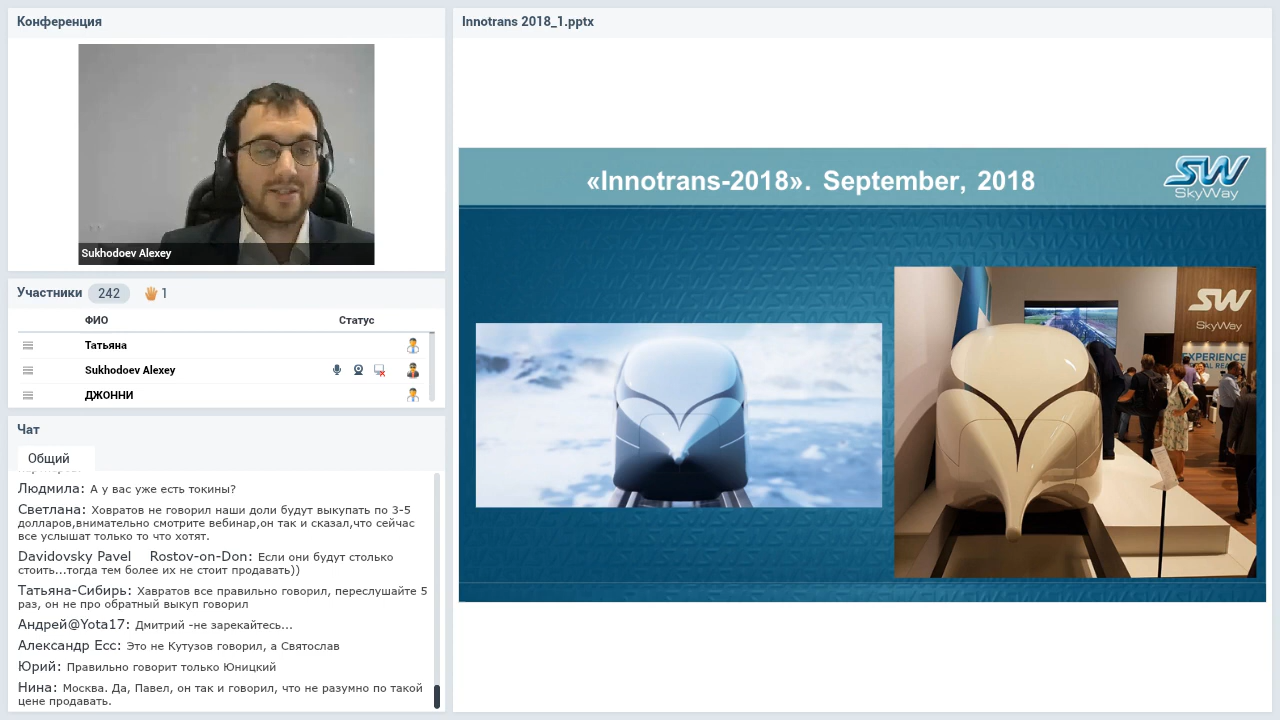 Конференция
Sukhodoev Alexey
Участники 242 1
ФИО Статус
Татьяна
Sukhodoev Alexey
ДЖОННИ
Чат
Общий
Людмила: А у вас уже есть токины?
Светлана: Ховратов не говорил наши доли будут выкупать по 3-5
долларов,внимательно смотрите вебинар,он так и сказал,что сейчас
все услышат только то что хотят.
Davidovsky Pavel Rostov-on-Don: Если они будут столько
стоить...тогда тем более их не стоит продавать))
Татьяна-Сибирь: Хавратов все правильно говорил, переслушайте 5
раз, он не про обратный выкуп говорил
Андрей@Yota17: Дмитрий -не зарекайтесь...
Александр Есс: Это не Кутузов говорил, а Святослав
Юрий: Правильно говорит только Юницкий
Нина: Москва. Да, Павел, он так и говорил, что не разумно по такой
цене продавать.
Innotrans 2018_1.pptx
«Innotrans-2018». September, 2018
SW
SkyWay
SW
SkyWay
EXPERIENCE